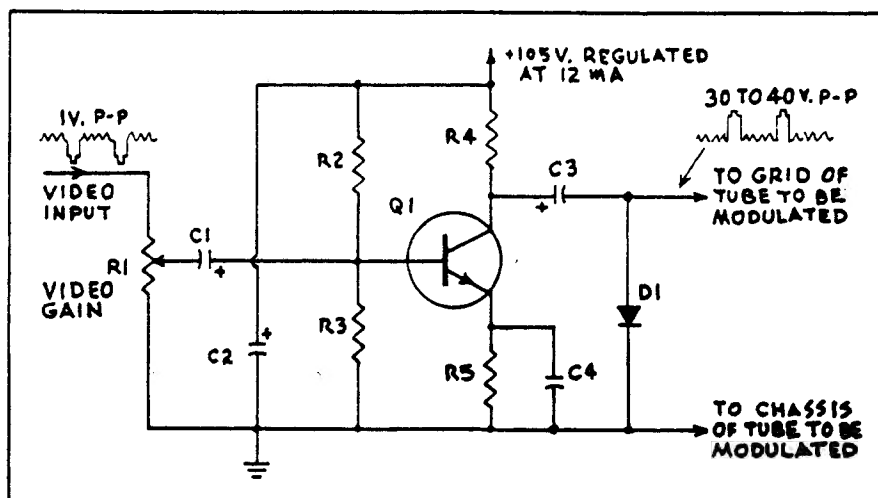 +105V. REGULATED
AT 12 MA
1V. P-P
30 TO 40 V. P-P
R4
R2
C3
TO GRID OF
TUBE TO BE
MODULATED
VIDEO
INPUT
Q1
+
C1
R1
+
D1
VIDEO
GAIN
R3
+
C2
R5
C4
TO CHASSIS
OF TUBE TO BE
MODULATED